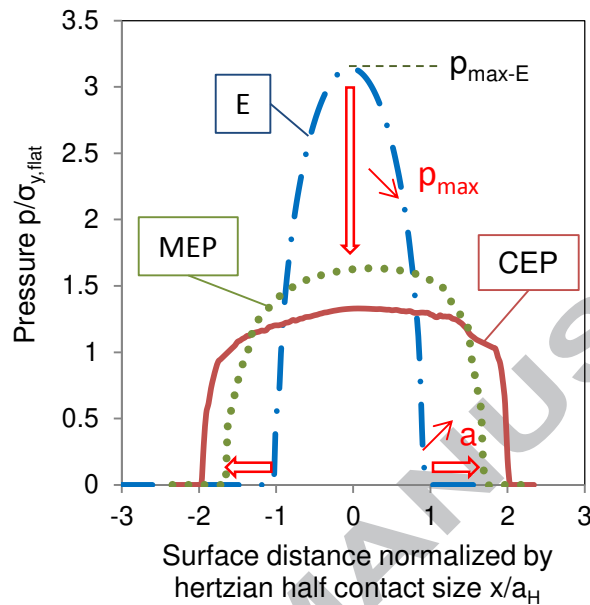 3.5
3
2.5
2
1.5
1
0.5
0
Pressure p/σy,flat
E
pmax-E
pmax
MEP
CEP
a
MANUS
-3 -2 -1 0 1 2 3
Surface distance normalized by
hertzian half contact size x/aH